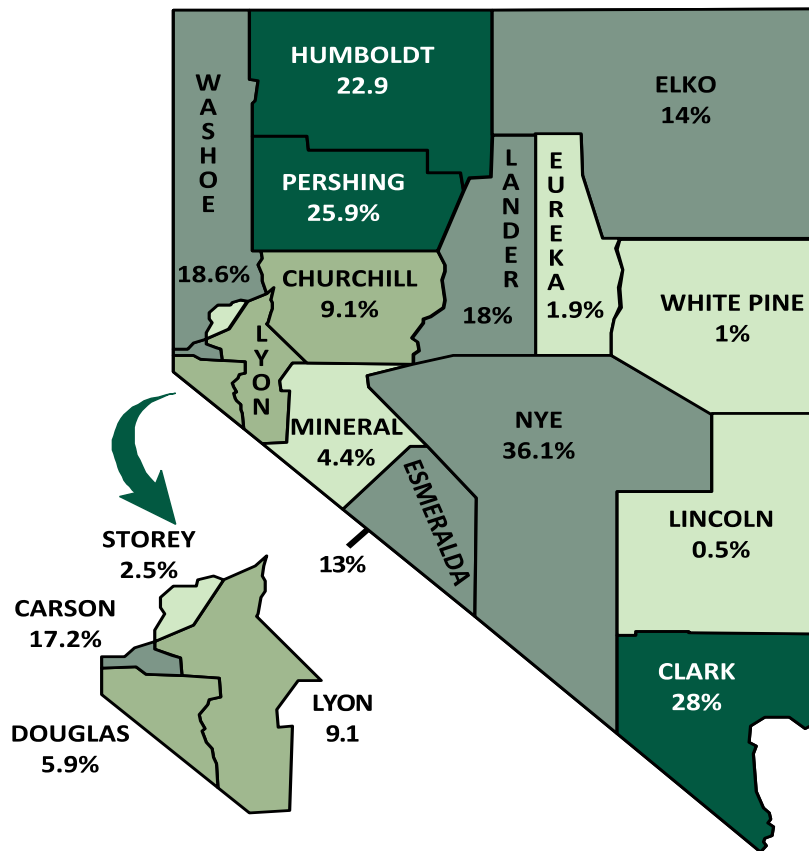 WASHOE
18.6%
HUMBOLDT
22.9
ELKO
14%
PERSHING
25.9%
LANDER
18%
EUREKA
1.9%
CHURCHILL
9.1%
WHITE PINE
1%
LYON
MINERAL
4.4%
NYE
36.1%
ESMERALDA
13%
LINCOLN
0.5%
CLARK
28%
STOREY
2.5%
CARSON
17.2%
DOUGLAS
5.9%
LYON
9.1